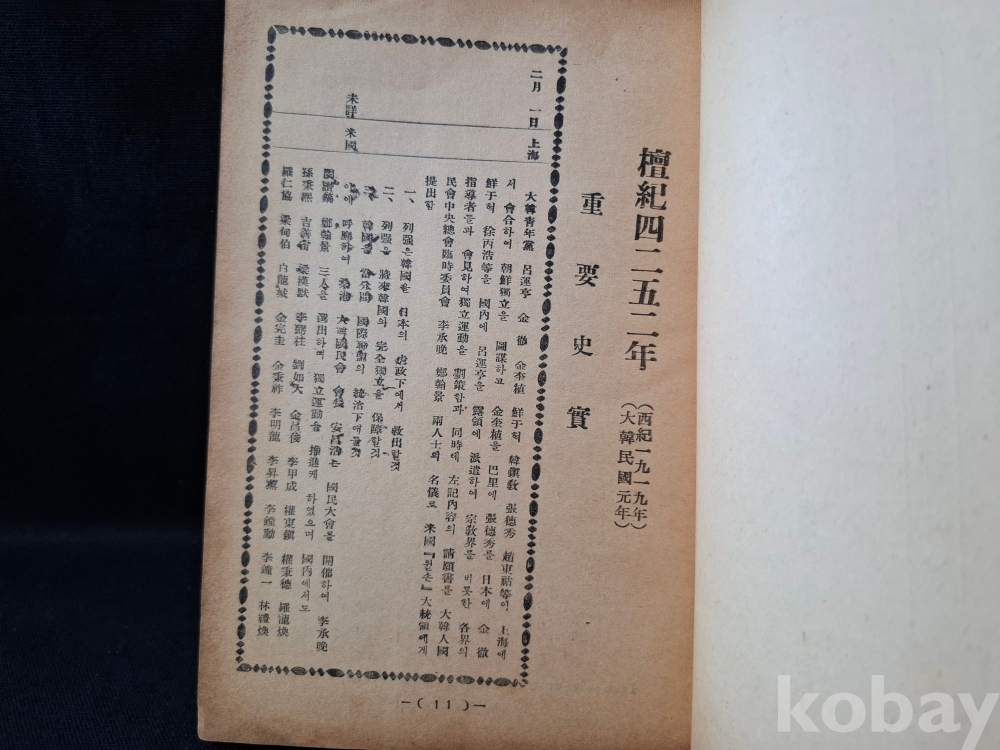 檀紀四二五二年
(西紀一九一九年)
(大韓民國元年)
重要史實
二月 一日 上海
大韓靑年黨 呂運亨 金 澈 金奎植 鮮于혁 韓鎭敎 張德秀 趙東祜等이 上海에
서 會合하여 朝鮮獨立을 圖謀하고 金奎植을 巴里에 張德秀를 日本에 金 澈
鮮于혁 徐丙浩等을 國內에 呂運亨을 露領에 派遣하여 宗敎界를 비롯한 各界의
指導者를과 會見하여 獨立運動을 劃策함과 同時에 左記內容의 請願書를 大韓人國
民會中央總會臨時委員會 李承晩 鄭翰景 兩人士의 名儀로 米國『윌손』大統領에게
提出함
一、 列强은 韓國을 日本의 虐政下에서 救出할것
二、 列强은 將來韓國의 完全獨立을 保障할것
三、 韓國을 當分間 國際聯盟의 統治下에둘것
未詳 米國
呼應하여 大韓國民會 會長 安昌浩는 國民大會를 開催하여 李承晩
鄭翰景 三人을 選出하여 獨立運動을 推進케 하였으며 國內에서도
孫秉熙 吉善宙 梁漢默 李弼柱 劉如大 金昌俊 李甲成 權東鎭 權秉德 羅龍煥
羅仁協 梁甸伯 白龍城 金完圭 金秉祚 李明龍 李昇薰 李鍾勳 李鍾一 林禮煥
—( 11 )—
kobay